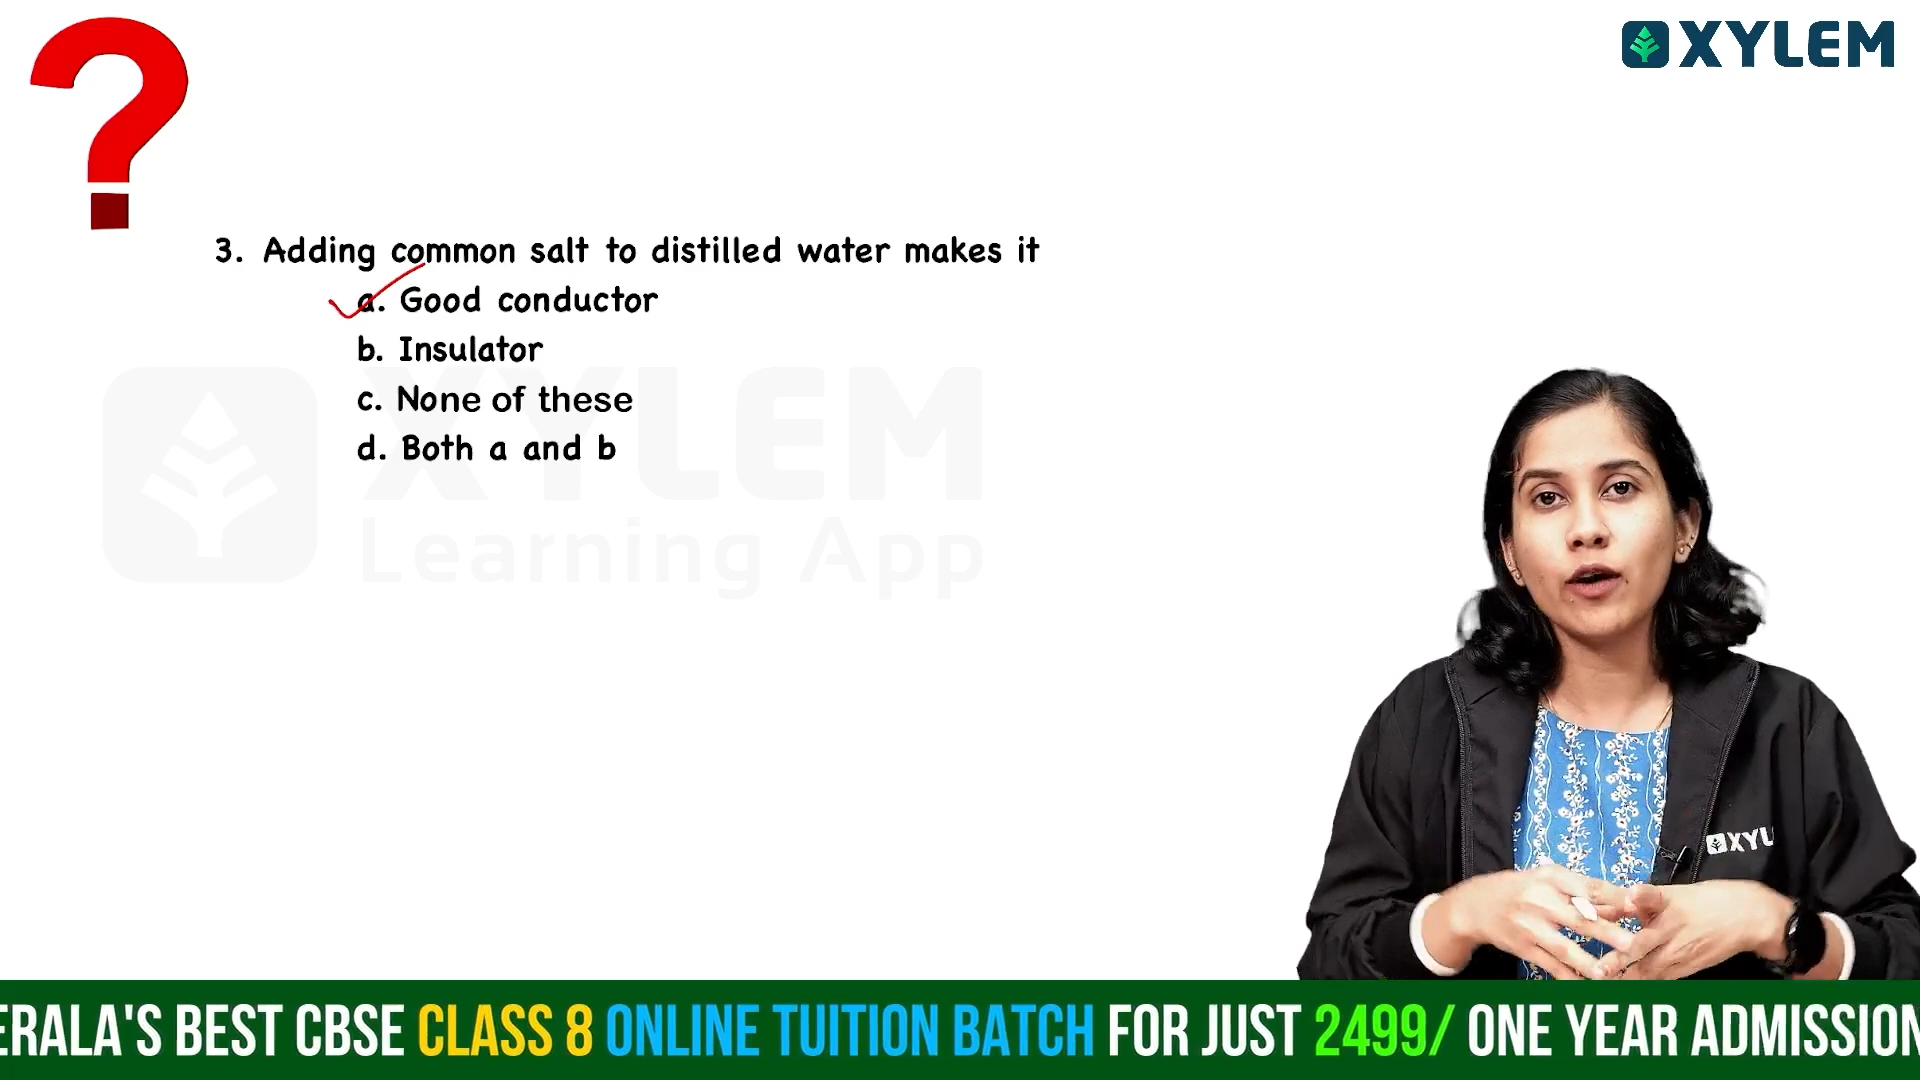 XYLEM
3. Adding common salt to distilled water makes it
a. Good conductor
b. Insulator
c. None of these
d. Both a and b
XYLEM
Learning App
XYL
ERALA'S BEST CBSE CLASS 8 ONLINE TUITION BATCH FOR JUST 2499/ ONE YEAR ADMISSION